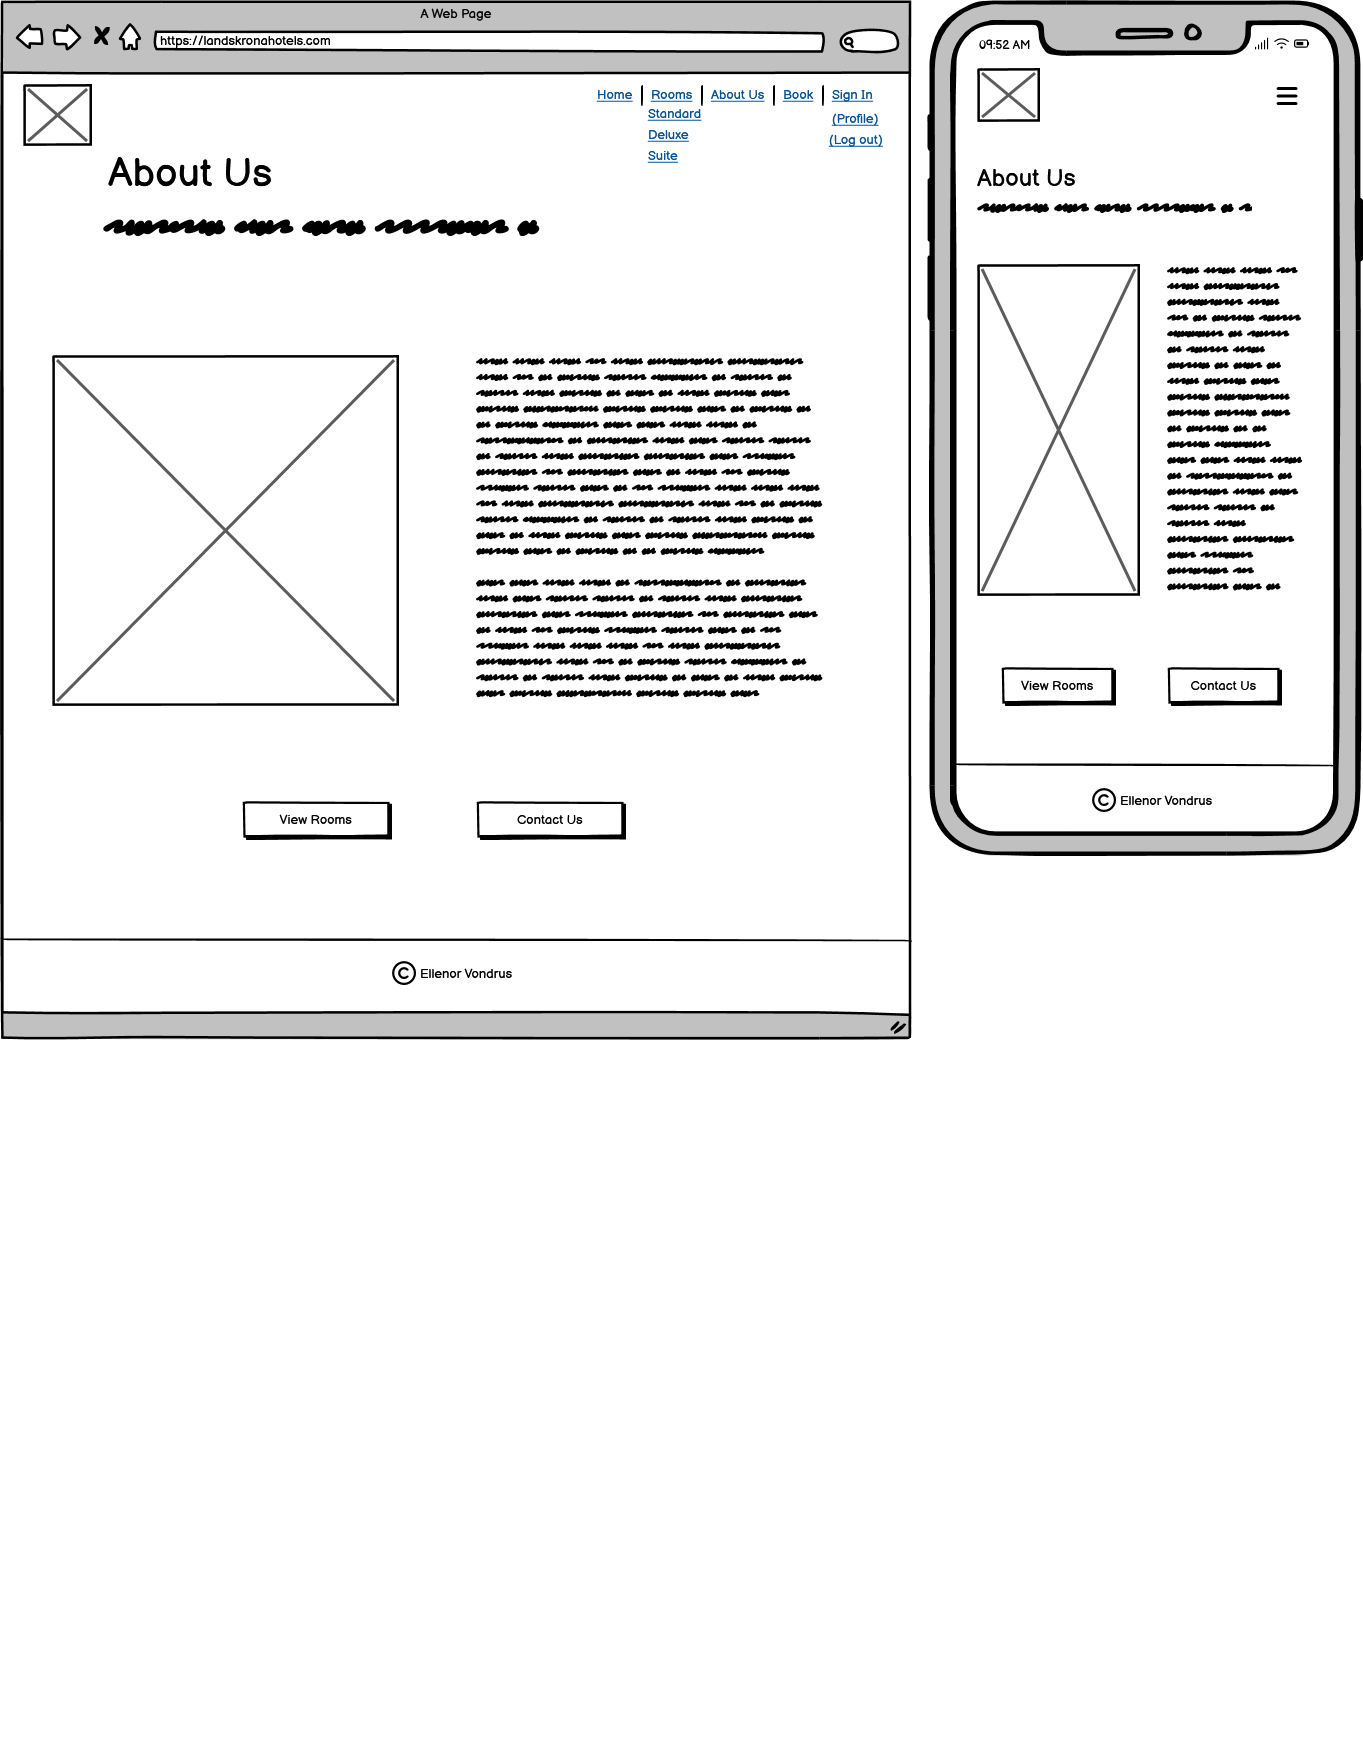 A Web Page
https://landskronahotels.com
Home Rooms About Us Book Sign In
Standard
Deluxe
Suite
(Profile)
(Log out)
About Us
View Rooms
Contact Us
© Ellenor Vondrus
09:52 AM
About Us
View Rooms
Contact Us
© Ellenor Vondrus